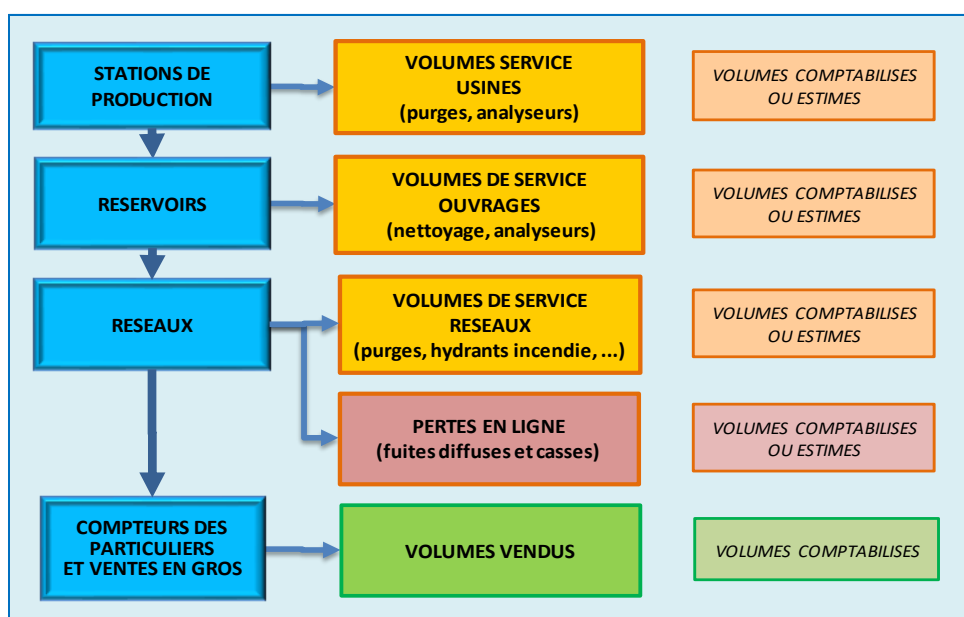 STATIONS DE
PRODUCTION
VOLUMES SERVICE
USINES
(purges, analyseurs)
VOLUMES COMPTABILISES
OU ESTIMES
RESERVOIRS
VOLUMES DE SERVICE
OUVRAGES
(nettoyage, analyseurs)
VOLUMES COMPTABILISES
OU ESTIMES
RESEAUX
VOLUMES DE SERVICE
RESEAUX
(purges, hydrants incendie, ...)
VOLUMES COMPTABILISES
OU ESTIMES
PERTES EN LIGNE
(fuites diffuses et casses)
VOLUMES COMPTABILISES
OU ESTIMES
COMPTEURS DES
PARTICULIERS
ET VENTES EN GROS
VOLUMES VENDUS
VOLUMES COMPTABILISES